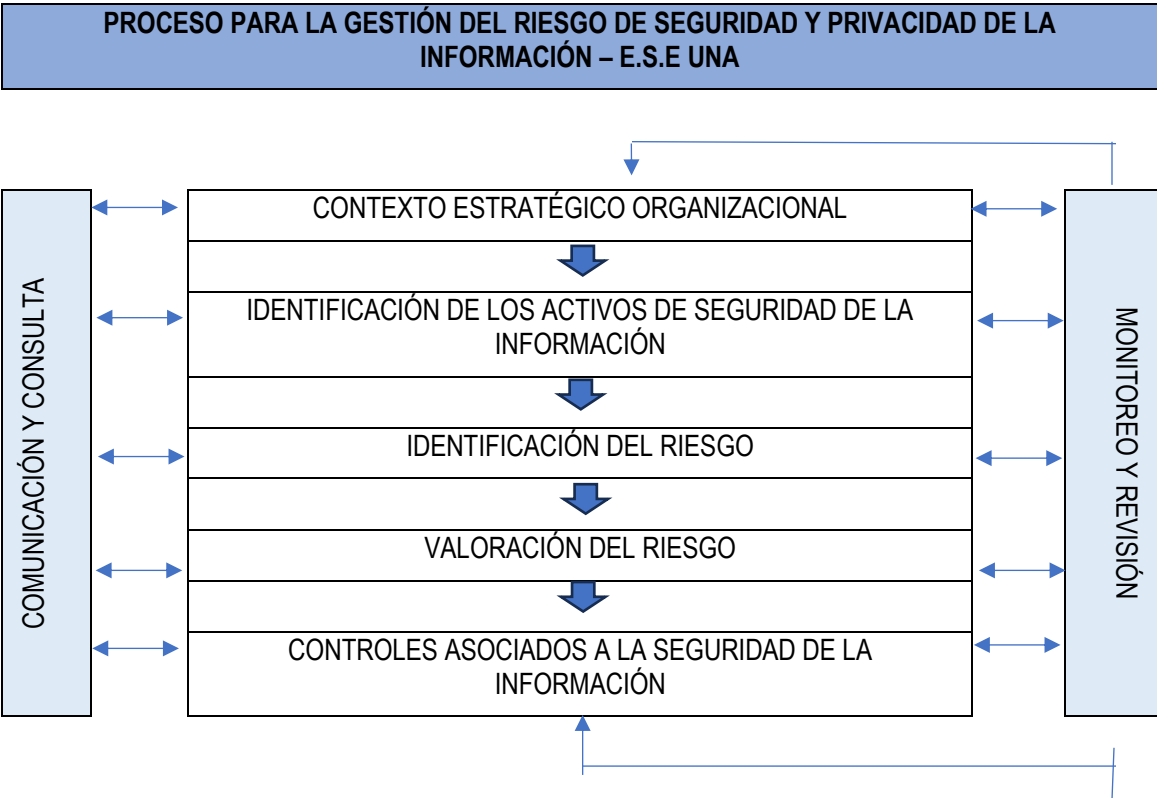 PROCESO PARA LA GESTIÓN DEL RIESGO DE SEGURIDAD Y PRIVACIDAD DE LA
INFORMACIÓN – E.S.E UNA
COMUNICACIÓN Y CONSULTA
CONTEXTO ESTRATÉGICO ORGANIZACIONAL
IDENTIFICACIÓN DE LOS ACTIVOS DE SEGURIDAD DE LA
INFORMACIÓN
IDENTIFICACIÓN DEL RIESGO
VALORACIÓN DEL RIESGO
CONTROLES ASOCIADOS A LA SEGURIDAD DE LA
INFORMACIÓN
MONITOREO Y REVISIÓN